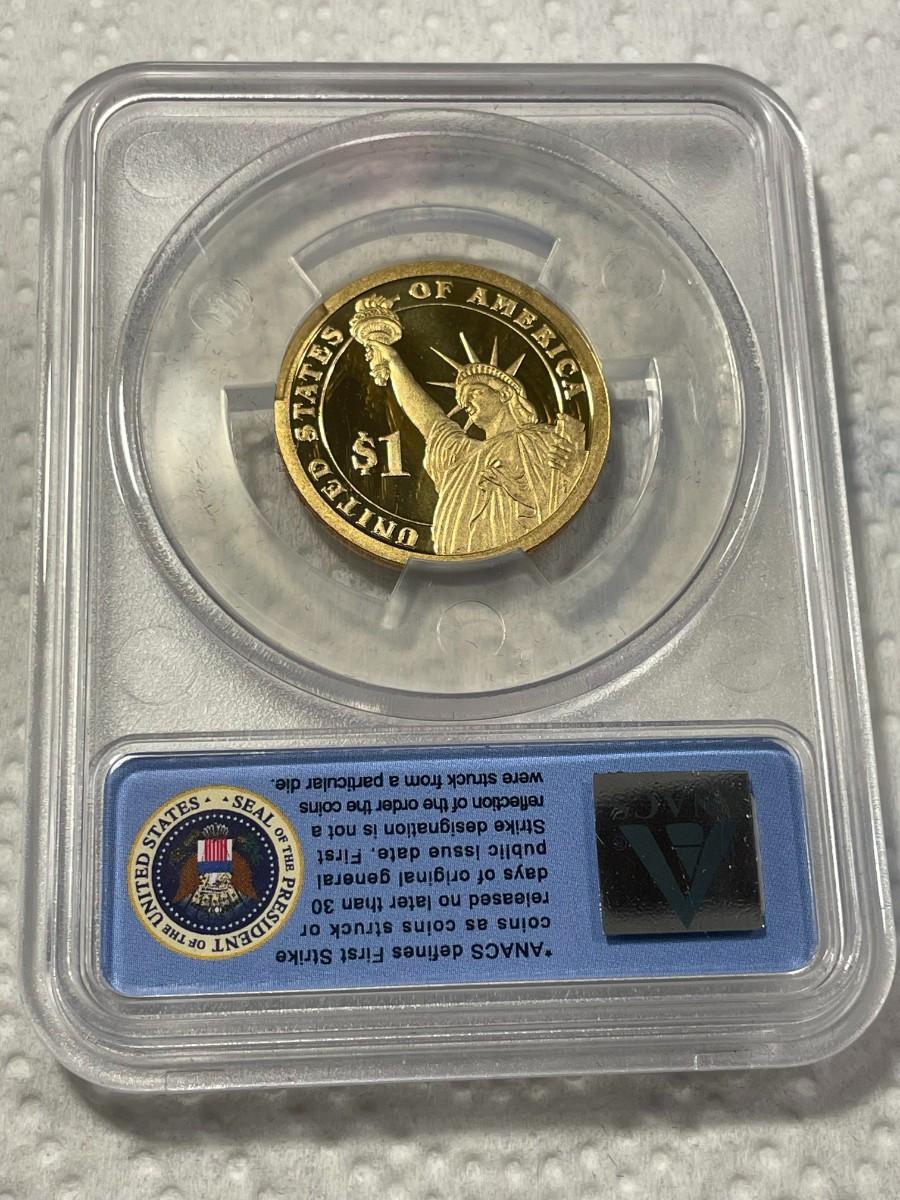 UNITED STATES OF AMERICA
$1
*ANACS defines First Strike
coins as coins struck or
released no later than 30
days of original general
public issue date. First
Strike designation is not a
reflection of the order the coins
were struck from a particular die.
SEAL OF THE PRESIDENT OF THE UNITED STATES
ANACS